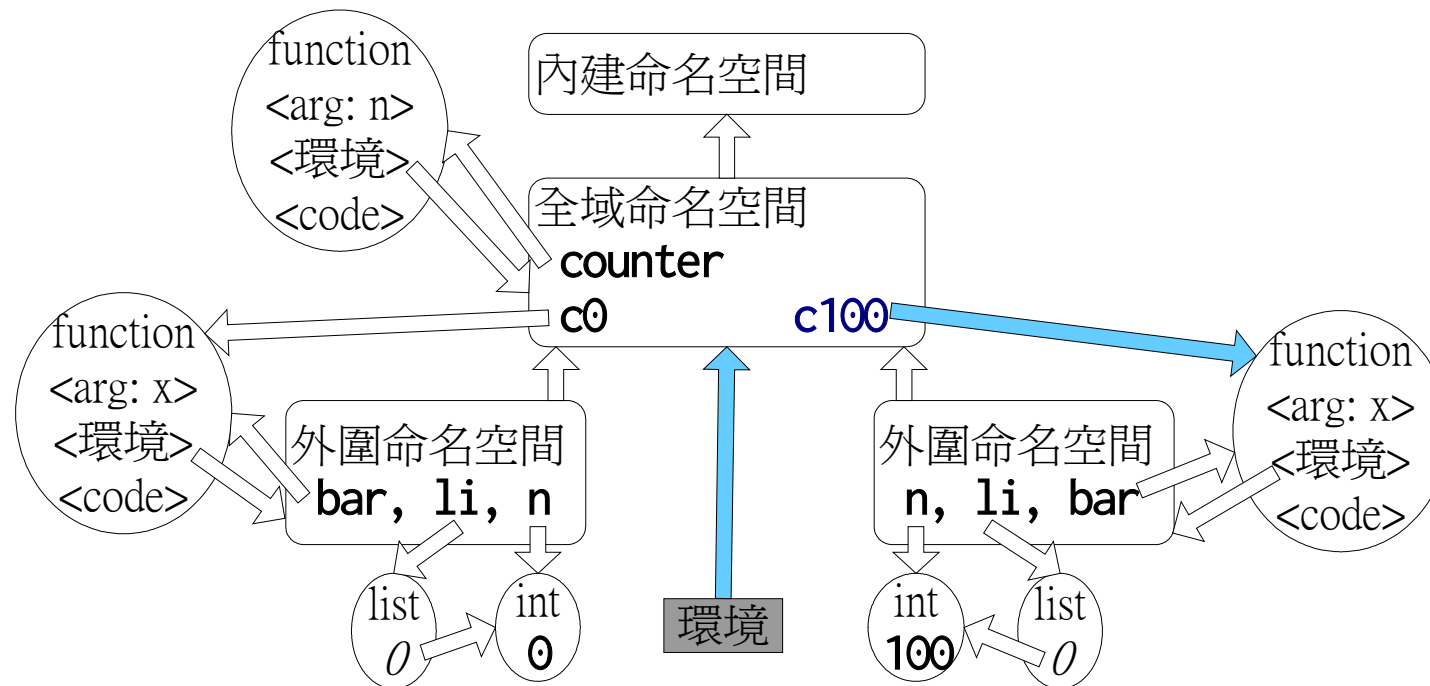 function
<arg: n>
<環境>
<code>
內建命名空間
全域命名空間
counter
c0
c100
function
<arg: x>
<環境>
<code>
外圍命名空間
bar, li, n
外圍命名空間
n, li, bar
function
<arg: x>
<環境>
<code>
list
0
int
0
環境
int
100
list
0